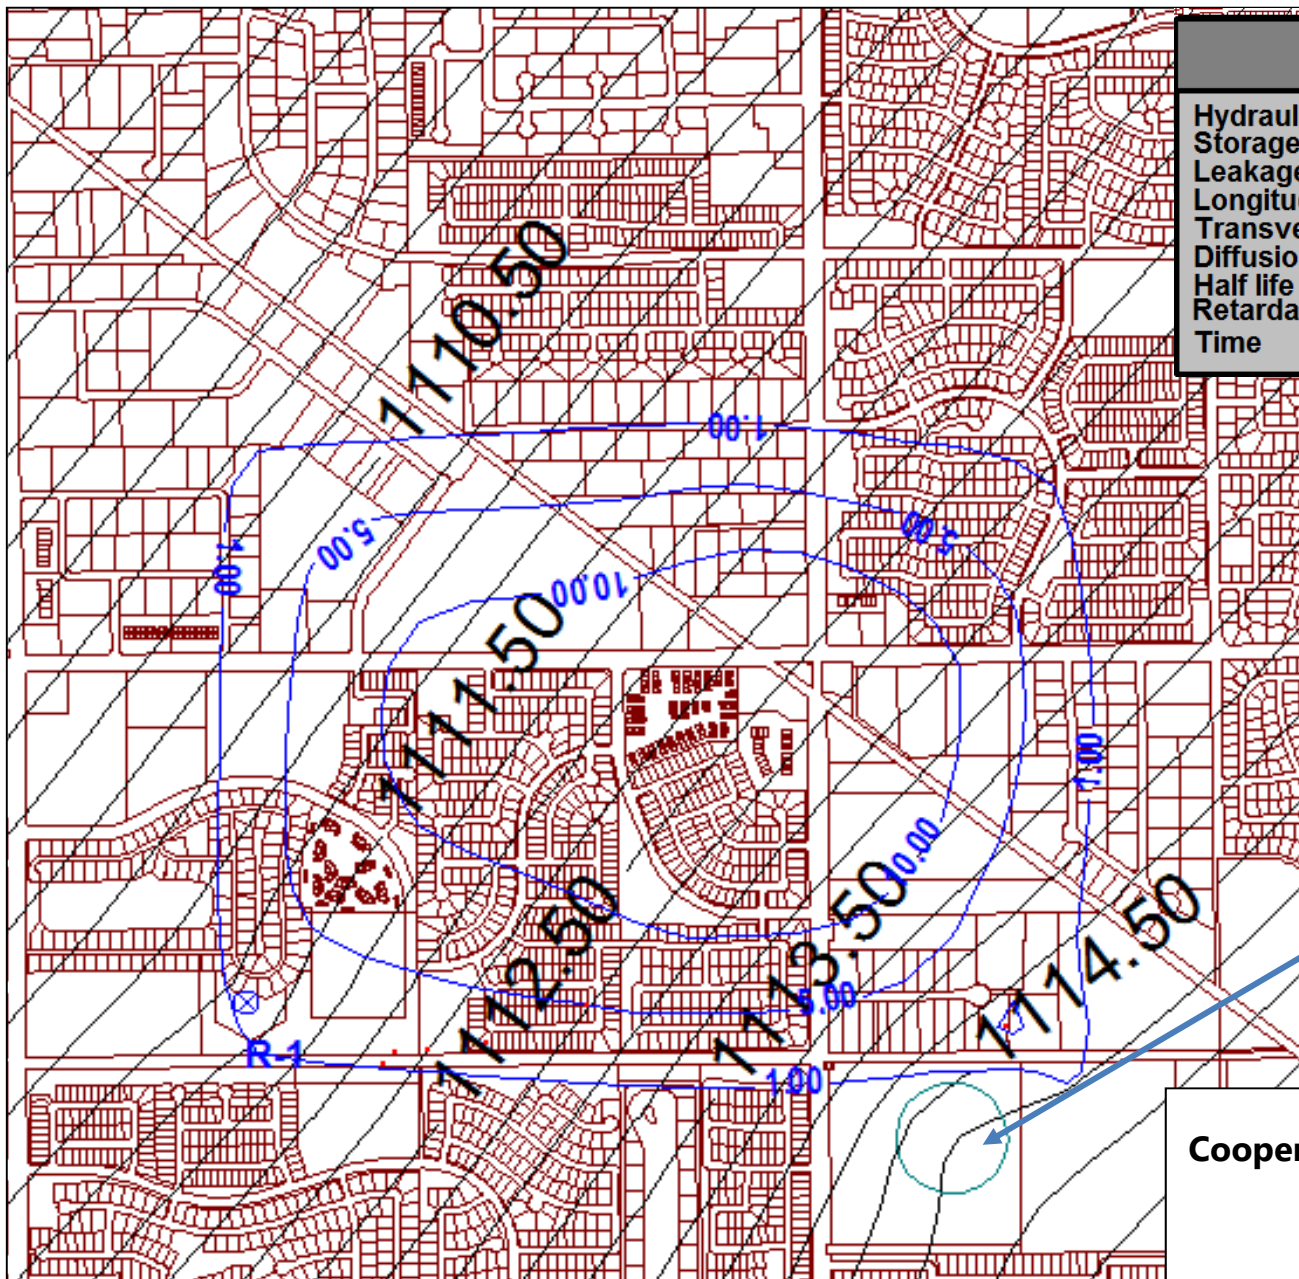 Hydraul
Storage
Leakage
Longitu
Transve
Diffusio
Half life
Retarda
Time
1110.50
1.00
5.00
5.00
1.00
10.00
1111.50
1.00
10.00
1112.50
1113.50
1114.50
5.00
R-1
1.00
Cooper